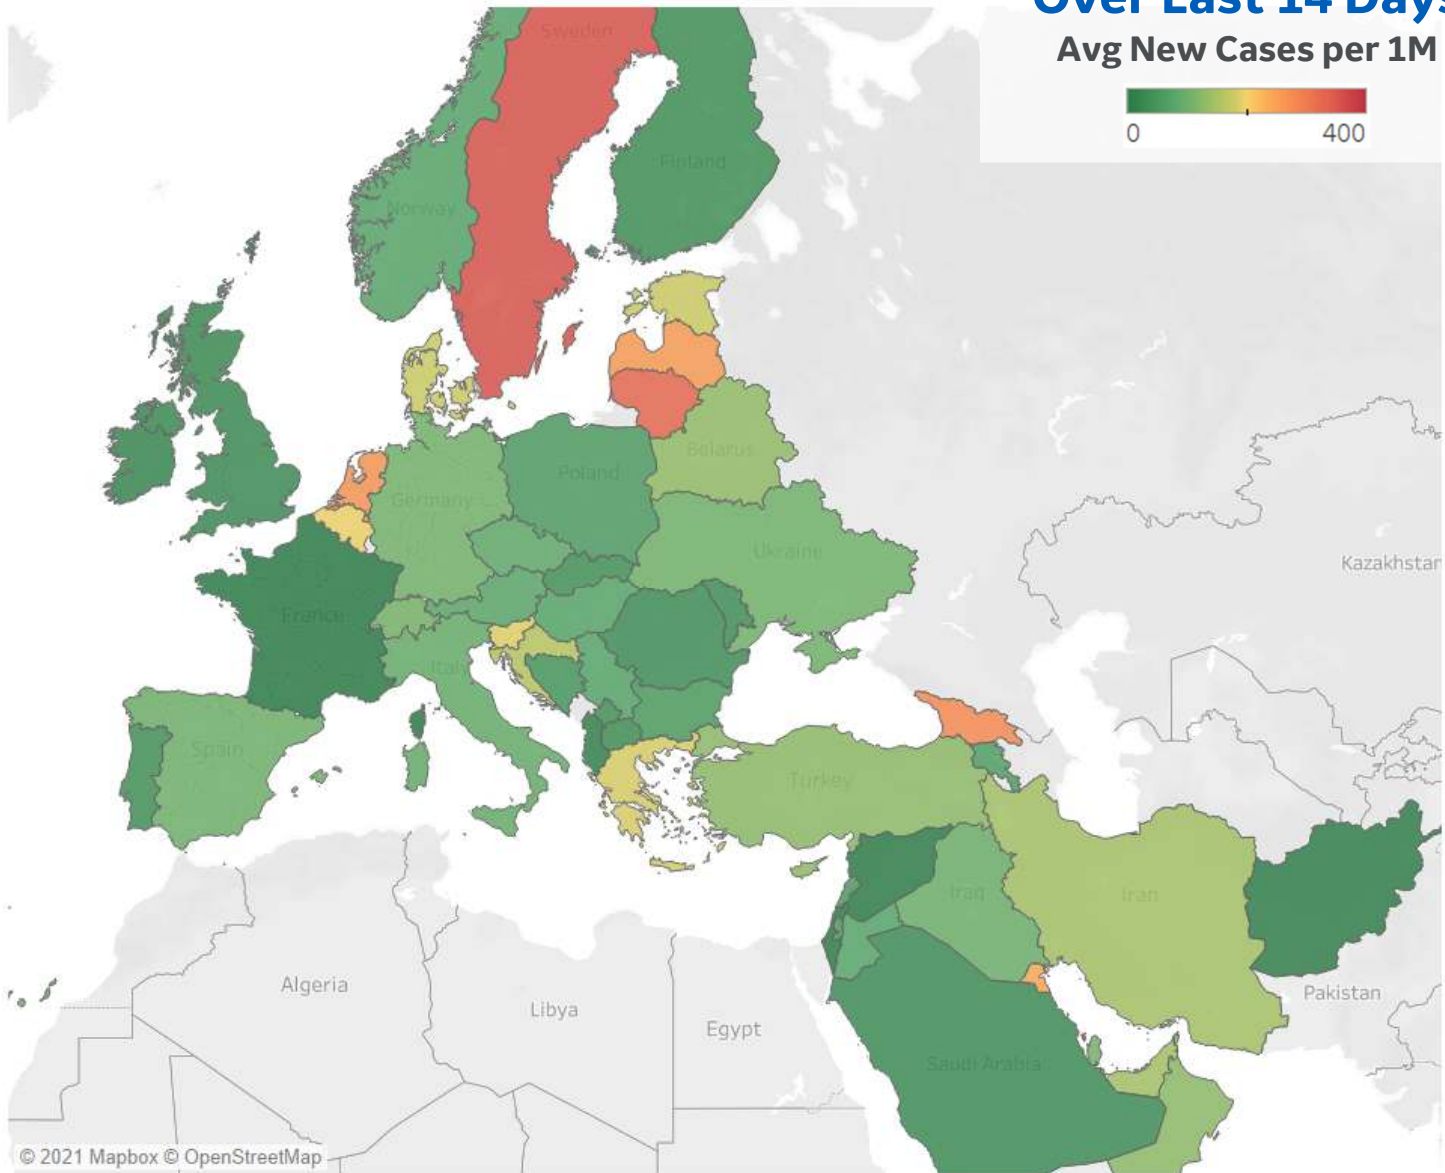 Over Last 14 Days
Avg New Cases per 1M
0 400
Sweden
Finland
Norway
Belarus
Poland
Germany
Ukraine
Kazakhstan
France
Italy
Spain
Turkey
Iraq
Iran
Algeria
Libya
Egypt
Pakistan
Saudi Arabia
© 2021 Mapbox © OpenStreetMap